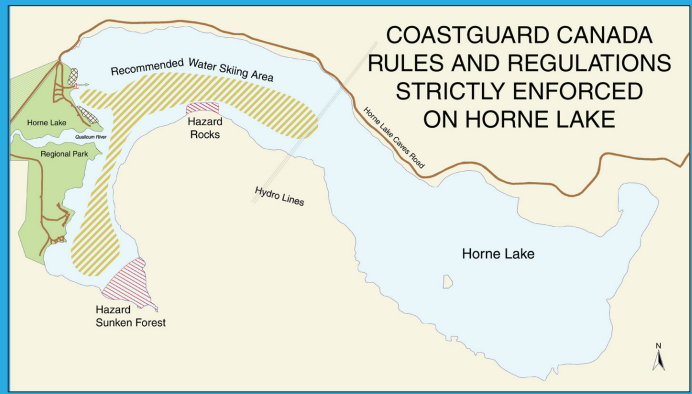 COASTGUARD CANADA
RULES AND REGULATIONS
STRICTLY ENFORCED
ON HORNE LAKE
Recommended Water Skiing Area
Hazard
Rocks
Horne Lake Caves Road
Horne Lake
Qualicum River
Regional Park
Hydro Lines
Horne Lake
Hazard
Sunken Forest
N